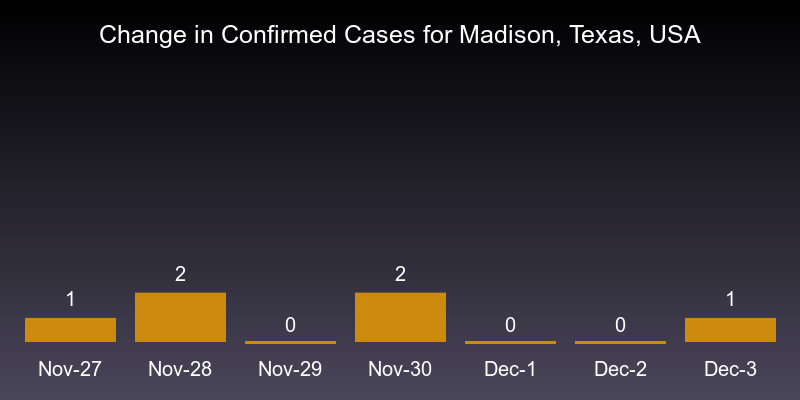 Change in Confirmed Cases for Madison, Texas, USA
1
2
0
2
0
0
1
Nov-27
Nov-28
Nov-29
Nov-30
Dec-1
Dec-2
Dec-3